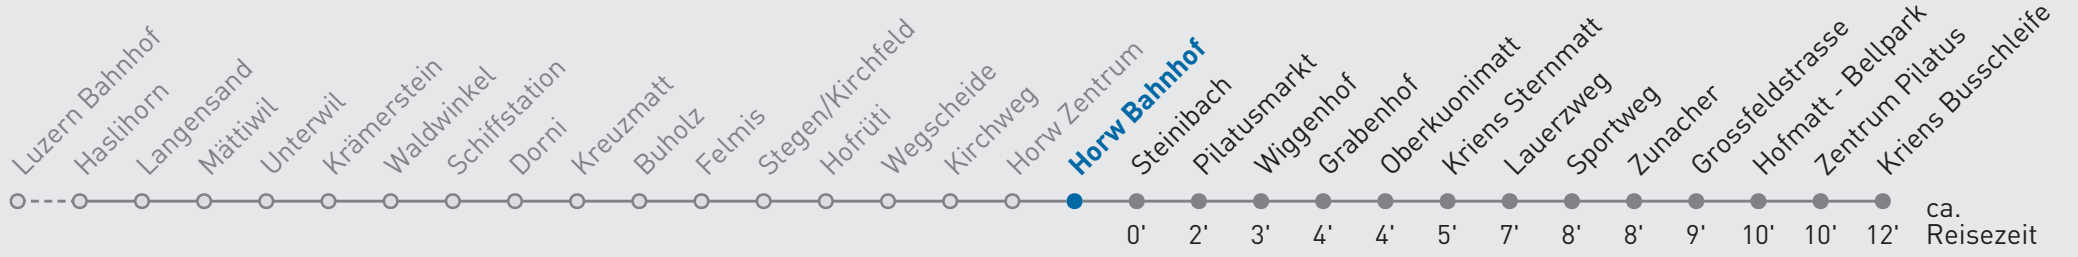 Luzern Bahnhof
Haslihorn
Langensand
Mättiwil
Unterwil
Krämerstein
Waldwinkel
Schiffstation
Dorni
Kreuzmatt
Buholz
Felmis
Stegen/Kirchfeld
Hofrüti
Wegscheide
Kirchweg
Horw Zentrum
Horw Bahnhof
Steinibach
Pilatusmarkt
Wiggenhof
Grabenhof
Oberkuonimatt
Kriens Sternmatt
Lauerzweg
Sportweg
Zunacher
Grossfeldstrasse
Hofmatt - Bellpark
Zentrum Pilatus
Kriens Busschleife
0' 2' 3' 4' 4' 5' 7' 8' 8' 9' 10' 10' 12'
ca.
Reisezeit